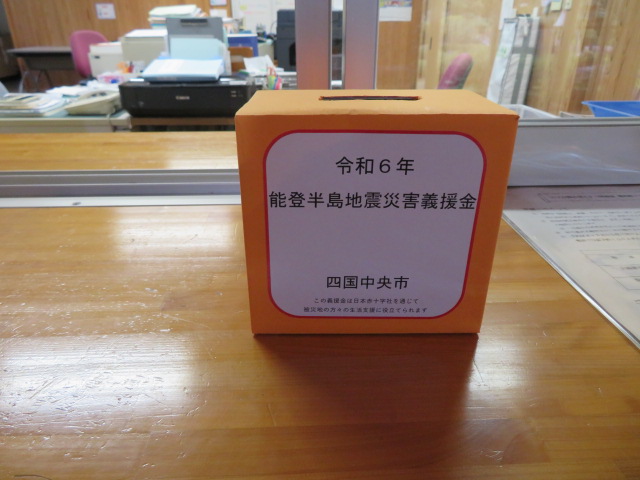 令和６年
能登半島地震災害義援金
四国中央市
この義援金は日本赤十字社を通じて
被災地の方々の生活支援に役立てられます
Canon